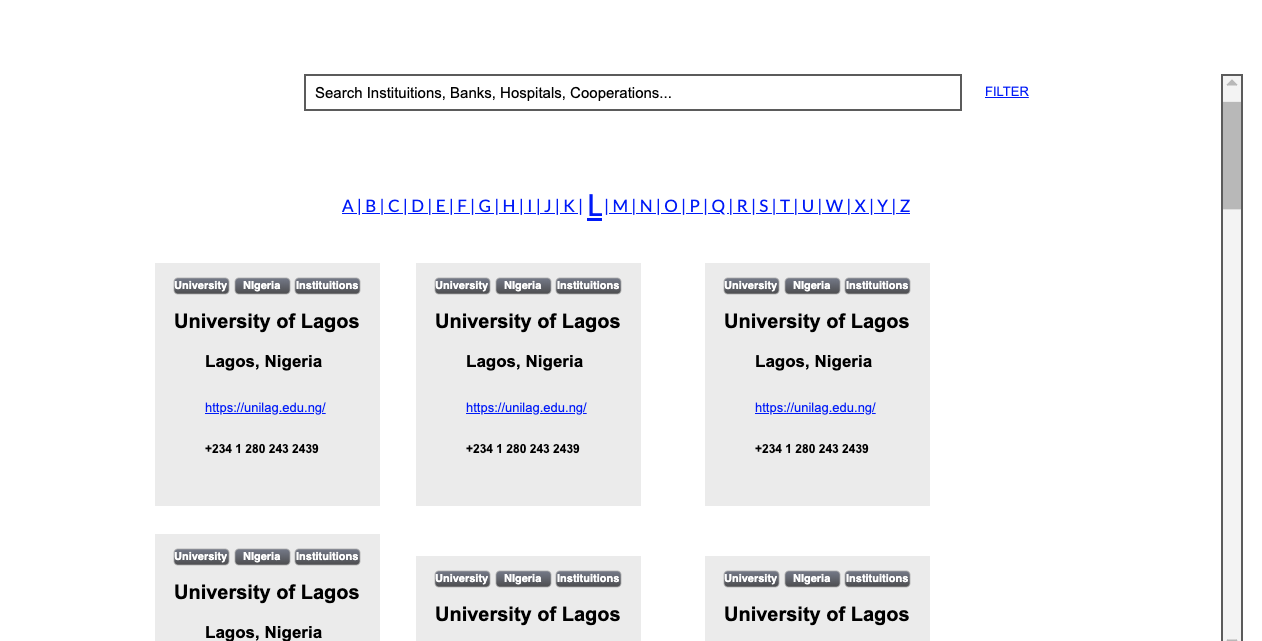 Search Instituitions, Banks, Hospitals, Cooperations...
FILTER
A | B | C | D | E | F | G | H | I | J | K | L | M | N | O | P | Q | R | S | T | U | W | X | Y | Z
University NIgeria Instituitions
University of Lagos
Lagos, Nigeria
https://unilag.edu.ng/
+234 1 280 243 2439
University NIgeria Instituitions
University of Lagos
Lagos, Nigeria
https://unilag.edu.ng/
+234 1 280 243 2439
University NIgeria Instituitions
University of Lagos
Lagos, Nigeria
https://unilag.edu.ng/
+234 1 280 243 2439
University NIgeria Instituitions
University of Lagos
Lagos, Nigeria
University NIgeria Instituitions
University of Lagos
University NIgeria Instituitions
University of Lagos